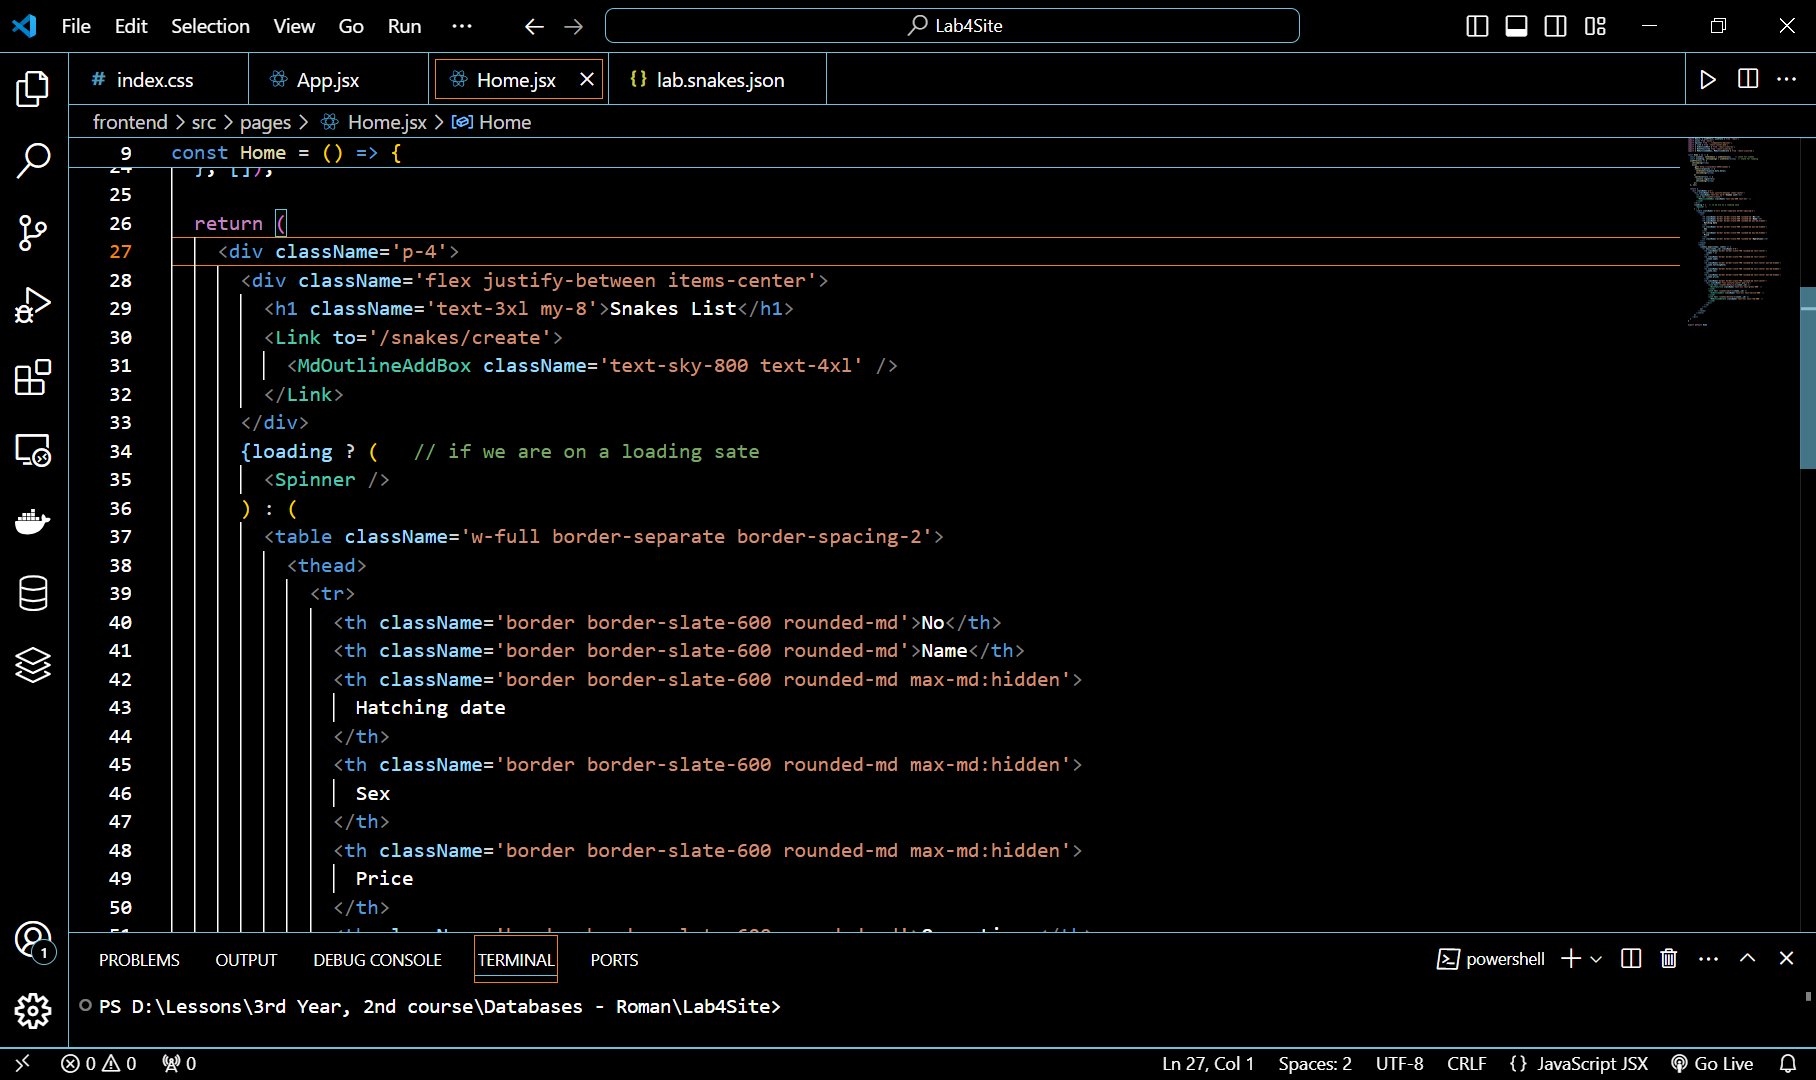 File Edit Selection View Go Run ··· Lab4Site
# index.css App.jsx Home.jsx {} lab.snakes.json
frontend > src > pages > Home.jsx > Home
9 const Home = () => {
24 }, []);
25
26 return (
27 <div className='p-4'>
28 <div className='flex justify-between items-center'>
29 <h1 className='text-3xl my-8'>Snakes List</h1>
30 <Link to='/snakes/create'>
31 <MdOutlineAddBox className='text-sky-800 text-4xl' />
32 </Link>
33 </div>
34 {loading ? ( // if we are on a loading sate
35 <Spinner />
36 ) : (
37 <table className='w-full border-separate border-spacing-2'>
38 <thead>
39 <tr>
40 <th className='border border-slate-600 rounded-md'>No</th>
41 <th className='border border-slate-600 rounded-md'>Name</th>
42 <th className='border border-slate-600 rounded-md max-md:hidden'>
43 Hatching date
44 </th>
45 <th className='border border-slate-600 rounded-md max-md:hidden'>
46 Sex
47 </th>
48 <th className='border border-slate-600 rounded-md max-md:hidden'>
49 Price
50 </th>
PROBLEMS OUTPUT DEBUG CONSOLE TERMINAL PORTS powershell
PS D:\Lessons\3rd Year, 2nd course\Databases - Roman\Lab4Site>
1
0 0 0 Ln 27, Col 1 Spaces: 2 UTF-8 CRLF {} JavaScript JSX Go Live